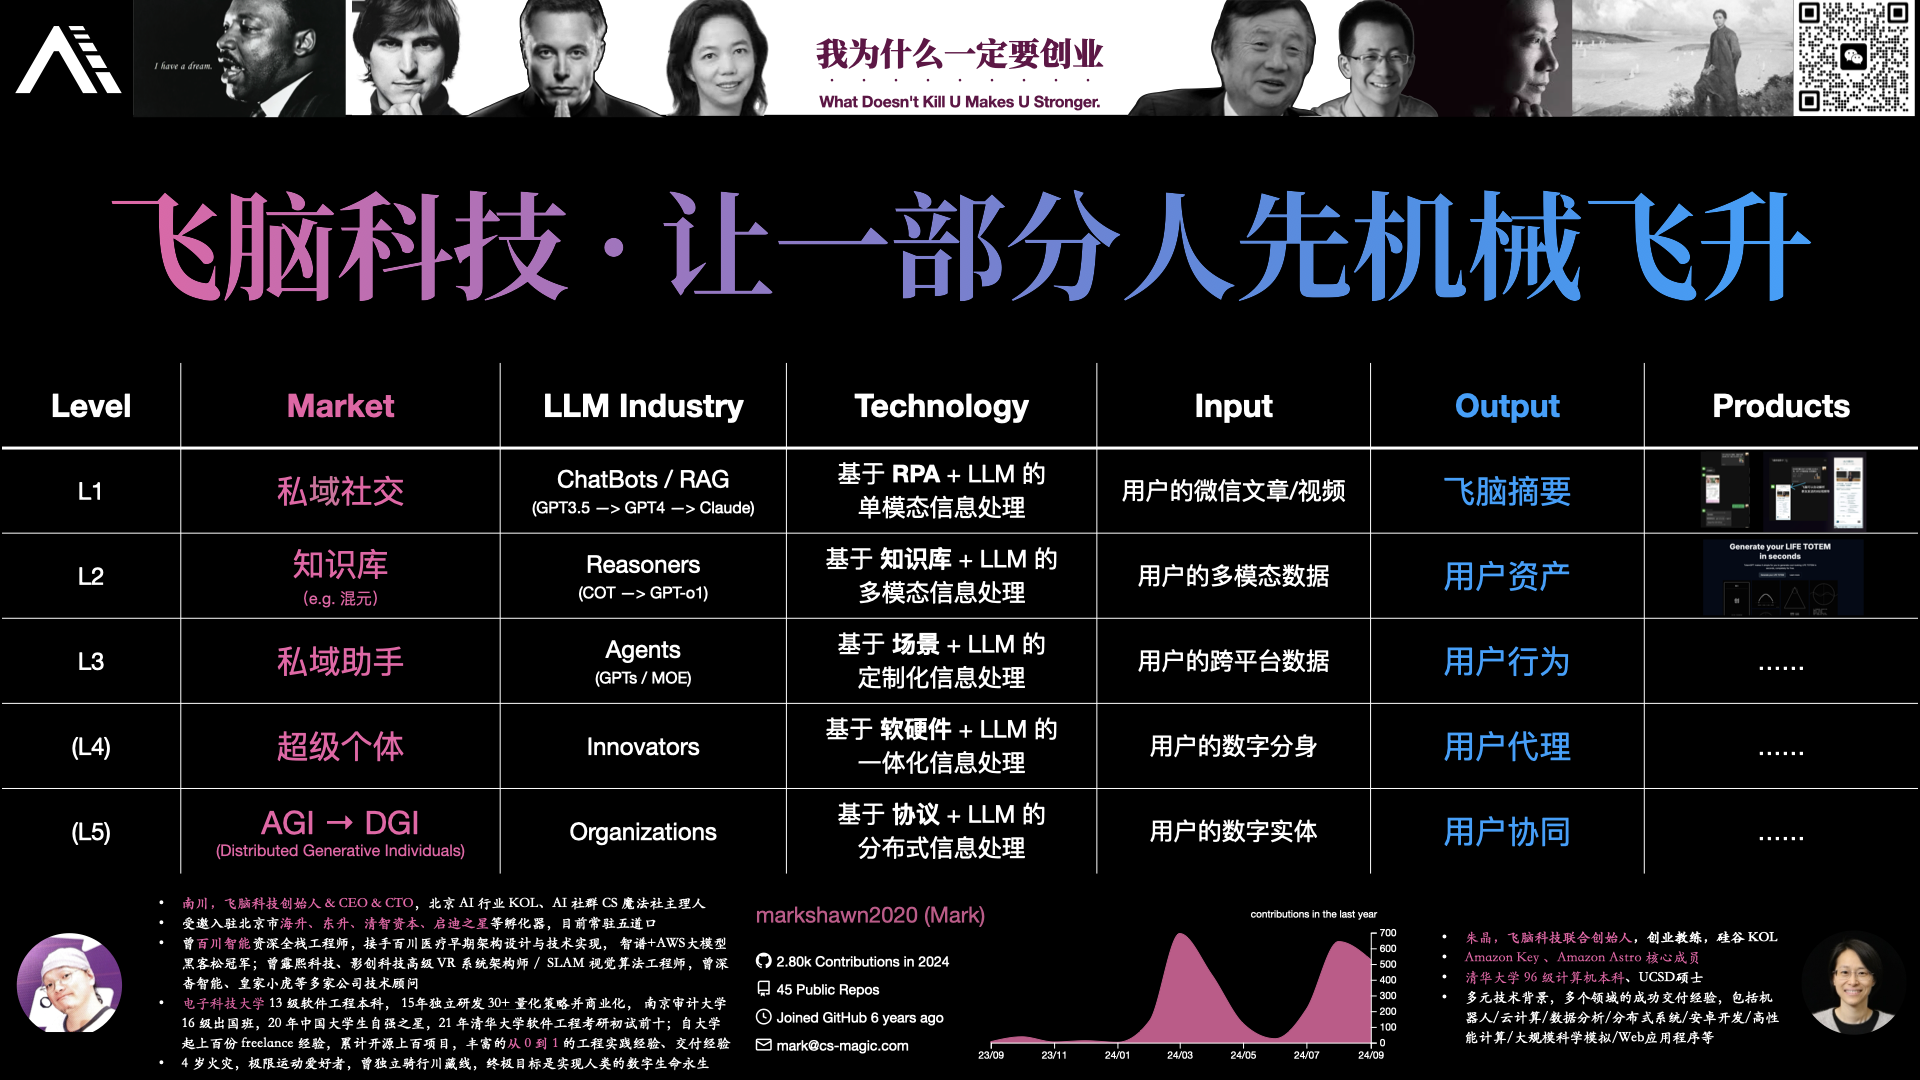 I have a dream.
我为什么一定要创业
What Doesn't Kill U Makes U Stronger.
飞脑科技 · 让一部分人先机械飞升
Level
Market
LLM Industry
Technology
Input
Output
Products
L1
私域社交
ChatBots / RAG
(GPT3.5 —> GPT4 —> Claude)
基于 RPA + LLM 的
单模态信息处理
用户的微信文章/视频
飞脑摘要
L2
知识库
(e.g. 混元)
Reasoners
(COT —> GPT-o1)
基于 知识库 + LLM 的
多模态信息处理
用户的多模态数据
用户资产
Generate your LIFE TOTEM
in seconds
L3
私域助手
Agents
(GPTs / MOE)
基于 场景 + LLM 的
定制化信息处理
用户的跨平台数据
用户行为
......
(L4)
超级个体
Innovators
基于 软硬件 + LLM 的
一体化信息处理
用户的数字分身
用户代理
......
(L5)
AGI → DGI
(Distributed Generative Individuals)
Organizations
基于 协议 + LLM 的
分布式信息处理
用户的数字实体
用户协同
......
• 南川，飞脑科技创始人 & CEO & CTO，北京 AI 行业 KOL、AI 社群 CS 魔法社主理人
• 受邀入驻北京市海升、东升、清智资本、启迪之星等孵化器，目前常驻五道口
• 曾百川智能资深全栈工程师，接手百川医疗早期架构设计与技术实现， 智谱+AWS大模型
黑客松冠军；曾露熙科技、影创科技高级 VR 系统架构师 / SLAM 视觉算法工程师，曾深
杳智能、皇家小虎等多家公司技术顾问
• 电子科技大学 13 级软件工程本科， 15年独立研发 30+ 量化策略并商业化， 南京审计大学
16 级出国班，20 年中国大学生自强之星，21 年清华大学软件工程考研初试前十；自大学
起上百份 freelance 经验，累计开源上百项目，丰富的从 0 到 1 的工程实践经验、交付经验
• 4 岁火灾，极限运动爱好者，曾独立骑行川藏线，终极目标是实现人类的数字生命永生
markshawn2020 (Mark)
2.80k Contributions in 2024
45 Public Repos
Joined GitHub 6 years ago
mark@cs-magic.com
contributions in the last year
700
600
500
400
300
200
100
0
23/09
23/11
24/01
24/03
24/05
24/07
24/09
• 朱晶，飞脑科技联合创始人，创业教练，硅谷 KOL
• Amazon Key 、Amazon Astro 核心成员
• 清华大学 96 级计算机本科、UCSD硕士
• 多元技术背景，多个领域的成功交付经验，包括机
器人/云计算/数据分析/分布式系统/安卓开发/高性
能计算/大规模科学模拟/Web应用程序等